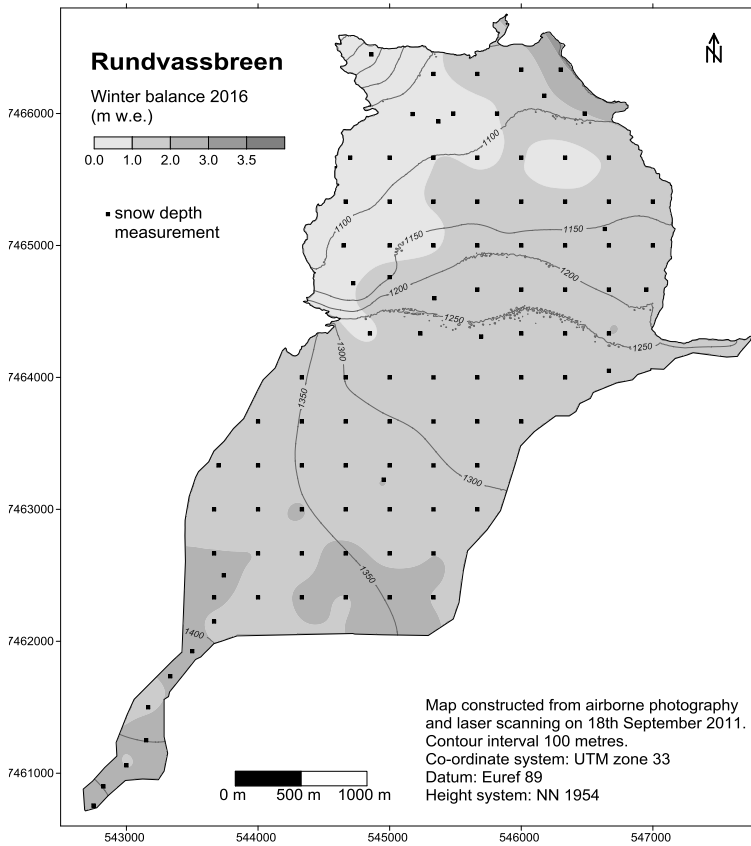 Rundvassbreen
Winter balance 2016
(m w.e.)
0.0 1.0 2.0 3.0 3.5
snow depth
measurement
N
7466000
7465000
7464000
7463000
7462000
7461000
1100
1100
1150
1150
1200
1200
1250
1250
1300
1350
1300
1350
1400
Map constructed from airborne photography
and laser scanning on 18th September 2011.
Contour interval 100 metres.
Co-ordinate system: UTM zone 33
Datum: Euref 89
Height system: NN 1954
0 m 500 m 1000 m
543000 544000 545000 546000 547000